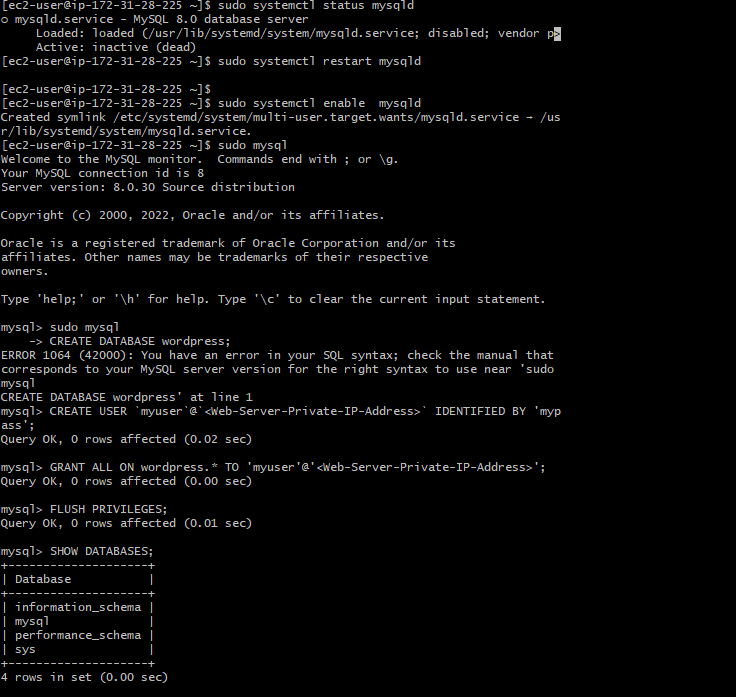 [ec2-user@ip-172-31-28-225 ~]$ sudo systemctl status mysqld
○ mysqld.service - MySQL 8.0 database server
     Loaded: loaded (/usr/lib/systemd/system/mysqld.service; disabled; vendor p>
     Active: inactive (dead)
[ec2-user@ip-172-31-28-225 ~]$ sudo systemctl restart mysqld

[ec2-user@ip-172-31-28-225 ~]$
[ec2-user@ip-172-31-28-225 ~]$ sudo systemctl enable  mysqld
Created symlink /etc/systemd/system/multi-user.target.wants/mysqld.service → /us
r/lib/systemd/system/mysqld.service.
[ec2-user@ip-172-31-28-225 ~]$ sudo mysql
Welcome to the MySQL monitor.  Commands end with ; or \g.
Your MySQL connection id is 8
Server version: 8.0.30 Source distribution

Copyright (c) 2000, 2022, Oracle and/or its affiliates.

Oracle is a registered trademark of Oracle Corporation and/or its
affiliates. Other names may be trademarks of their respective
owners.

Type 'help;' or '\h' for help. Type '\c' to clear the current input statement.

mysql> sudo mysql
    -> CREATE DATABASE wordpress;
ERROR 1064 (42000): You have an error in your SQL syntax; check the manual that
corresponds to your MySQL server version for the right syntax to use near 'sudo
mysql
CREATE DATABASE wordpress' at line 1
mysql> CREATE USER `myuser`@`<Web-Server-Private-IP-Address>` IDENTIFIED BY 'myp
ass';
Query OK, 0 rows affected (0.02 sec)

mysql> GRANT ALL ON wordpress.* TO 'myuser'@'<Web-Server-Private-IP-Address>';
Query OK, 0 rows affected (0.00 sec)

mysql> FLUSH PRIVILEGES;
Query OK, 0 rows affected (0.01 sec)

mysql> SHOW DATABASES;
+--------------------+
| Database           |
+--------------------+
| information_schema |
| mysql              |
| performance_schema |
| sys                |
+--------------------+
4 rows in set (0.00 sec)